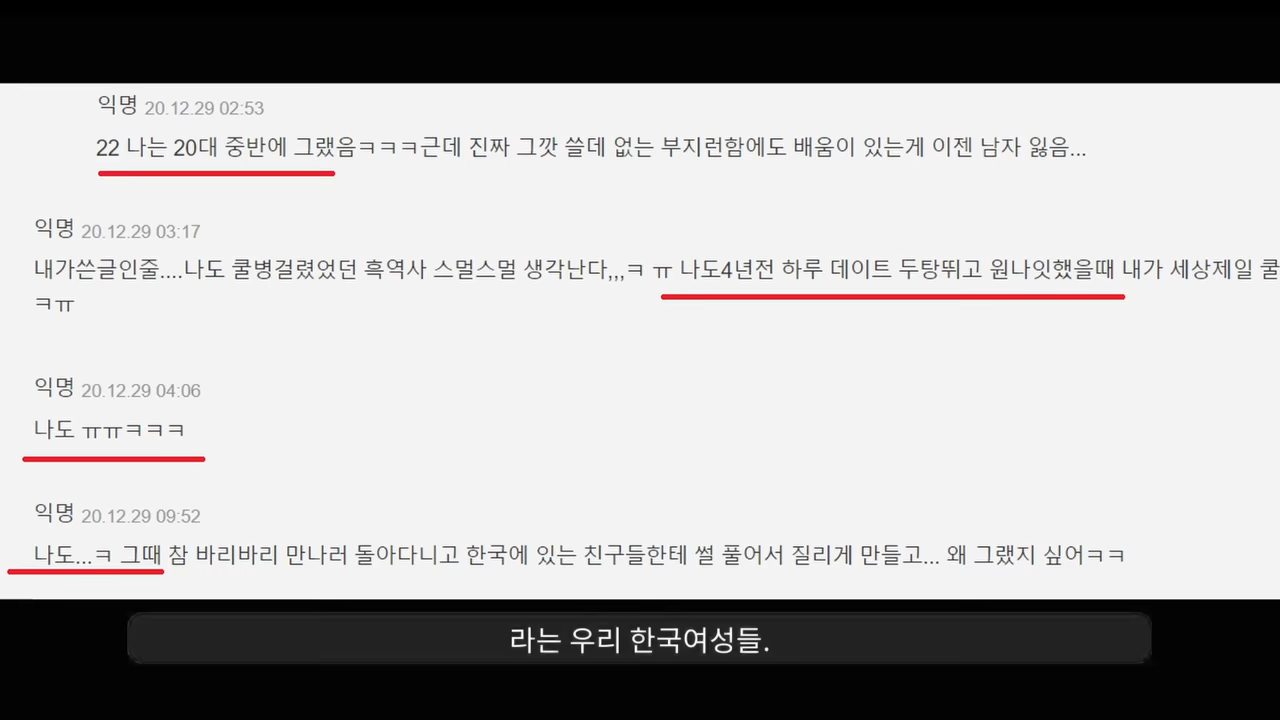 익명 20.12.29 02:53
22 나는 20대 중반에 그랬음ㅋㅋㅋ근데 진짜 그깟 쓸데 없는 부지런함에도 배움이 있는게 이젠 남자 잃음...
익명 20.12.29 03:17
내가쓴글인줄....나도 쿨병걸렸었던 흑역사 스멀스멀 생각난다,,,ㅋ ㅠ 나도4년전 하루 데이트 두탕뛰고 원나잇했을때 내가 세상제일 쿨
ㅋㅠ
익명 20.12.29 04:06
나도 ㅠㅠㅋㅋㅋ
익명 20.12.29 09:52
나도...ㅋ 그때 참 바리바리 만나러 돌아다니고 한국에 있는 친구들한테 썰 풀어서 질리게 만들고... 왜 그랬지 싶어ㅋㅋ
라는 우리 한국여성들.